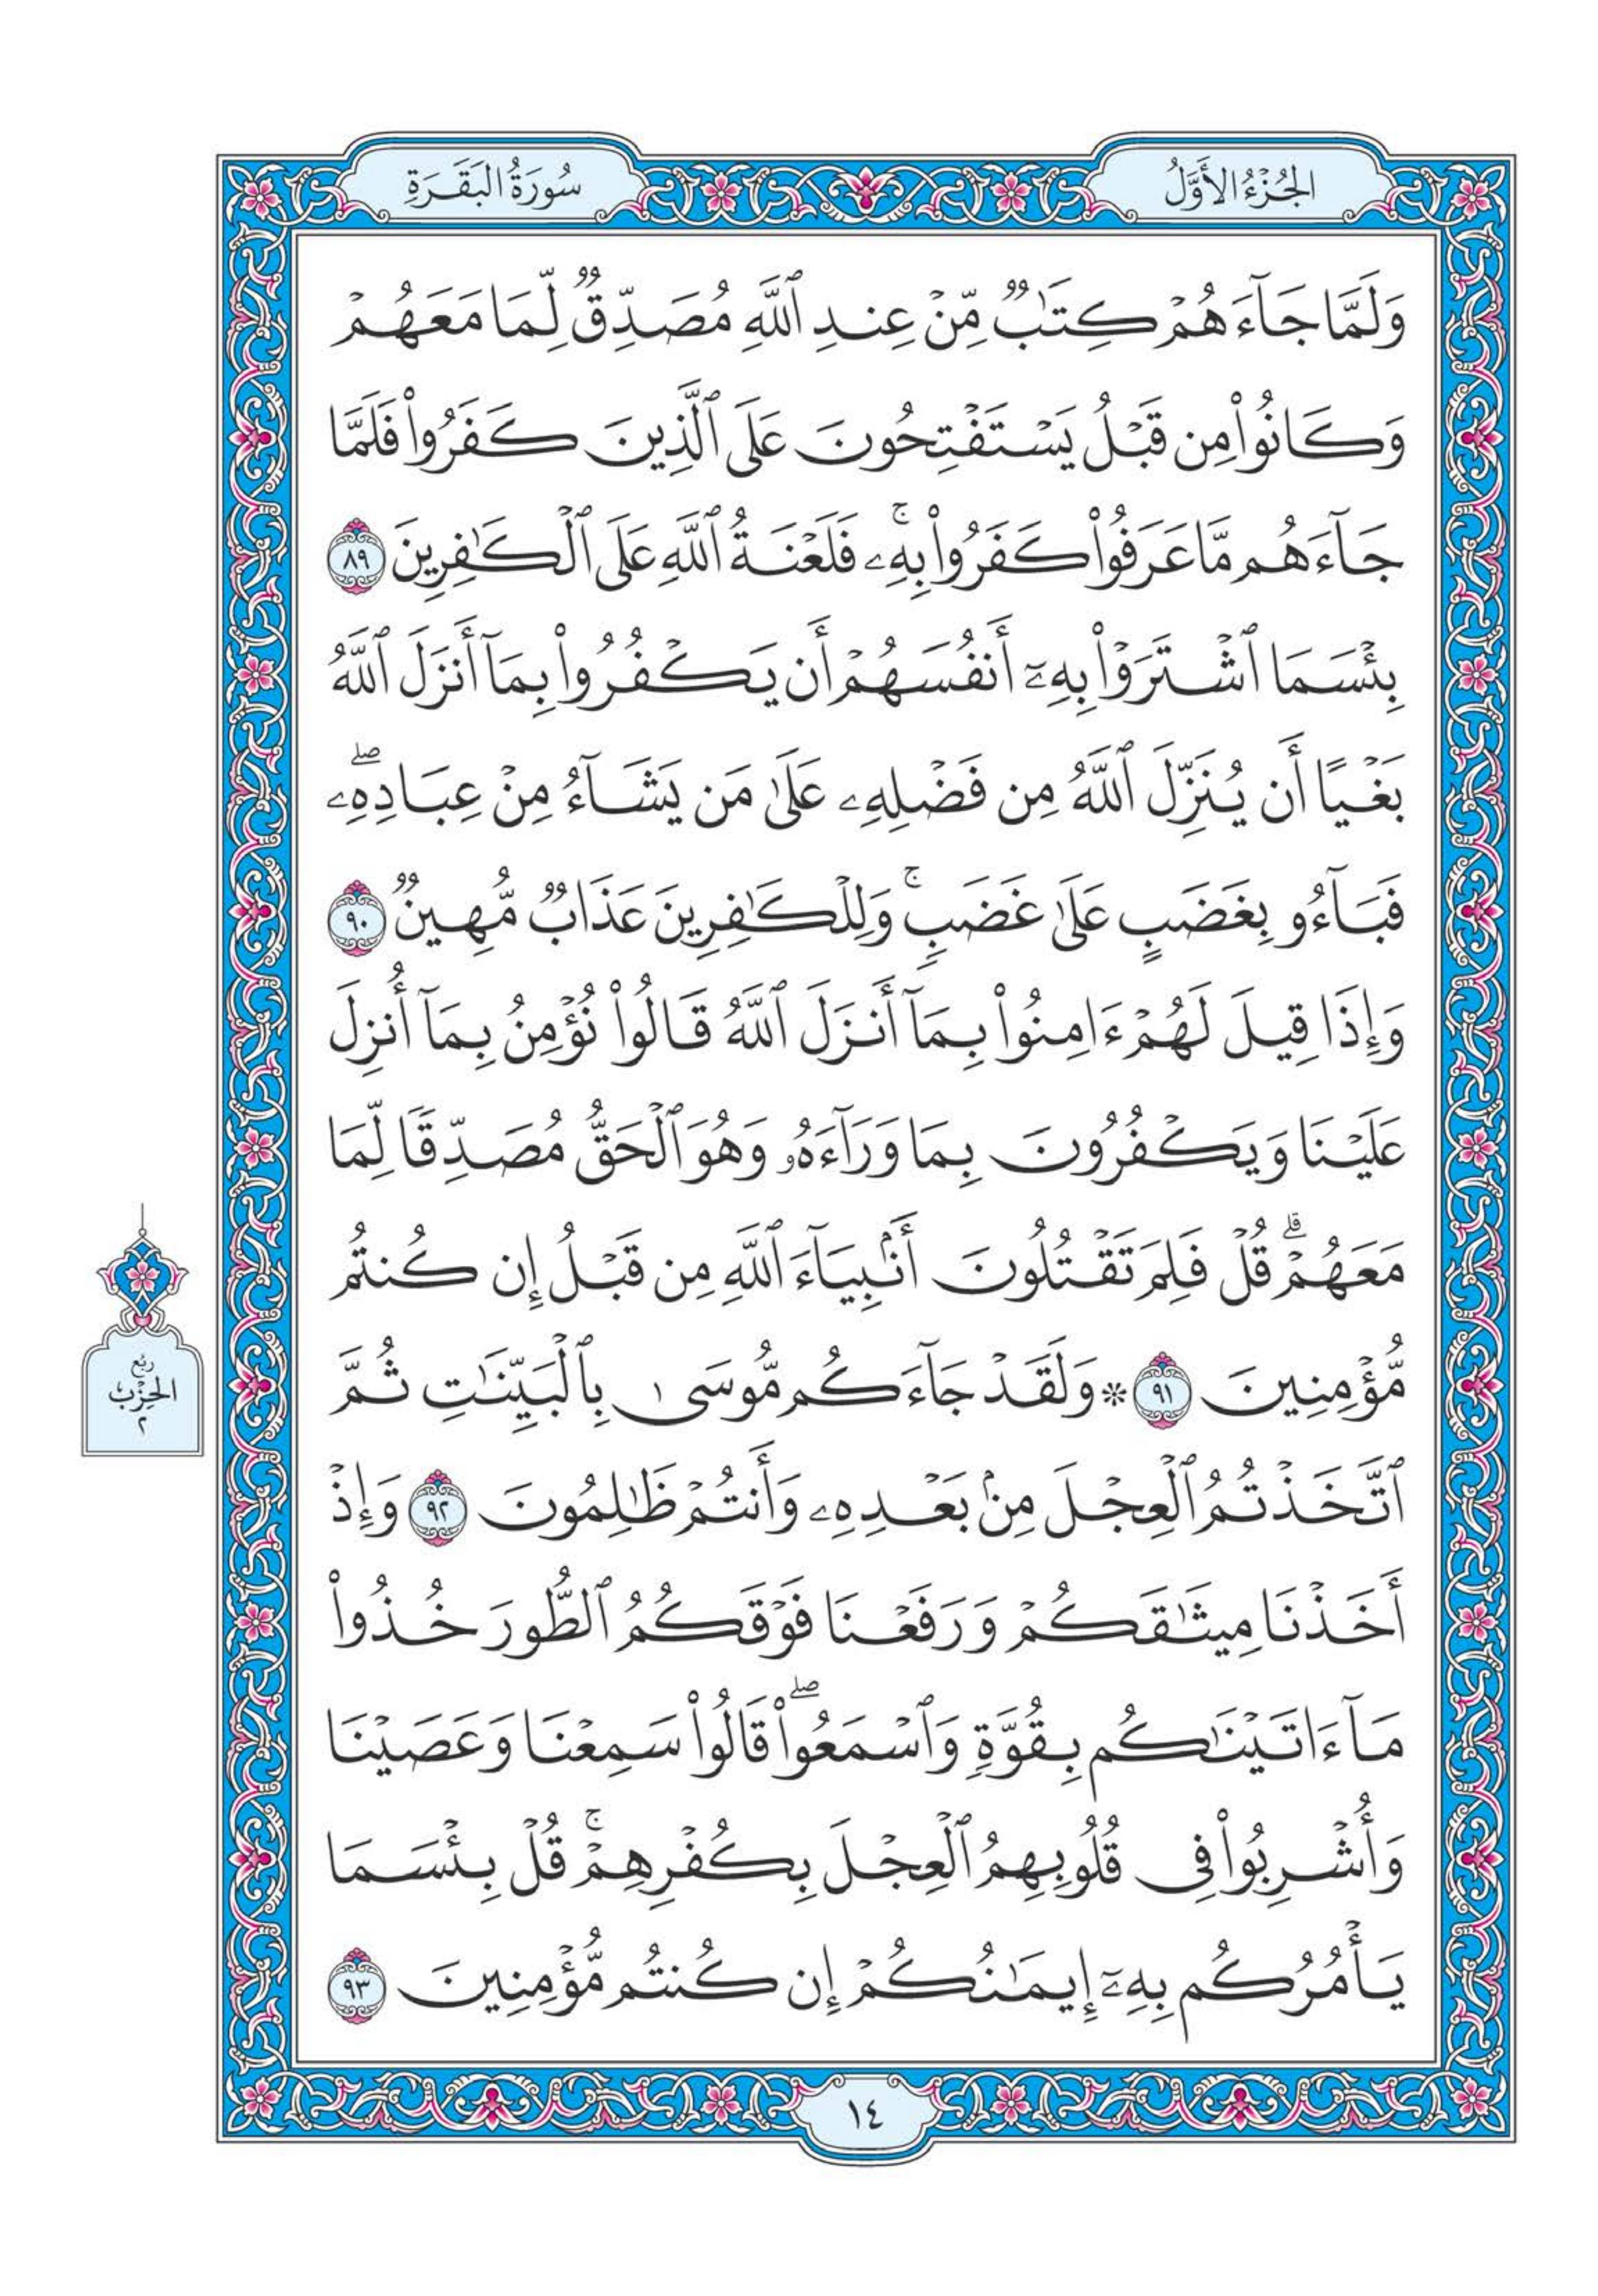 الجُزْءُ الأَوَّلُ
سُورَةُ البَقَرَةِ
وَلَمَّا جَآءَهُمْ كِتَٰبٌ مِّنْ عِندِ ٱللَّهِ مُصَدِّقٌ لِّمَا مَعَهُمْ
وَكَانُوا۟ مِن قَبْلُ يَسْتَفْتِحُونَ عَلَى ٱلَّذِينَ كَفَرُوا۟ فَلَمَّا
جَآءَهُم مَّا عَرَفُوا۟ كَفَرُوا۟ بِهِۦ ۚ فَلَعْنَةُ ٱللَّهِ عَلَى ٱلْكَٰفِرِينَ ٨٩
بِئْسَمَا ٱشْتَرَوْا۟ بِهِۦٓ أَنفُسَهُمْ أَن يَكْفُرُوا۟ بِمَآ أَنزَلَ ٱللَّهُ
بَغْيًا أَن يُنَزِّلَ ٱللَّهُ مِن فَضْلِهِۦ عَلَىٰ مَن يَشَآءُ مِنْ عِبَادِهِۦ ۖ
فَبَآءُو بِغَضَبٍ عَلَىٰ غَضَبٍ ۚ وَلِلْكَٰفِرِينَ عَذَابٌ مُّهِينٌ ٩٠
وَإِذَا قِيلَ لَهُمْ ءَامِنُوا۟ بِمَآ أَنزَلَ ٱللَّهُ قَالُوا۟ نُؤْمِنُ بِمَآ أُنزِلَ
عَلَيْنَا وَيَكْفُرُونَ بِمَا وَرَآءَهُۥ وَهُوَ ٱلْحَقُّ مُصَدِّقًا لِّمَا
مَعَهُمْ ۗ قُلْ فَلِمَ تَقْتُلُونَ أَنۢبِيَآءَ ٱللَّهِ مِن قَبْلُ إِن كُنتُم
مُّؤْمِنِينَ ٩١ ۞ وَلَقَدْ جَآءَكُم مُّوسَىٰ بِٱلْبَيِّنَٰتِ ثُمَّ
ٱتَّخَذْتُمُ ٱلْعِجْلَ مِنۢ بَعْدِهِۦ وَأَنتُمْ ظَٰلِمُونَ ٩٢ وَإِذْ
أَخَذْنَا مِيثَٰقَكُمْ وَرَفَعْنَا فَوْقَكُمُ ٱلطُّورَ خُذُوا۟
مَآ ءَاتَيْنَٰكُم بِقُوَّةٍ وَٱسْمَعُوا۟ ۖ قَالُوا۟ سَمِعْنَا وَعَصَيْنَا
وَأُشْرِبُوا۟ فِى قُلُوبِهِمُ ٱلْعِجْلَ بِكُفْرِهِمْ ۚ قُلْ بِئْسَمَا
يَأْمُرُكُم بِهِۦٓ إِيمَٰنُكُمْ إِن كُنتُم مُّؤْمِنِينَ ٩٣
ربع
الحِزْبْ
٢
١٤